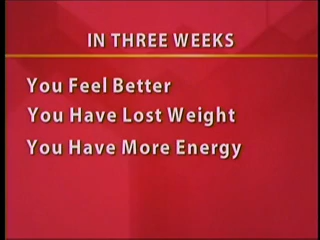 IN THREE WEEKS
You Feel Better
You Have Lost Weight
You Have More Energy